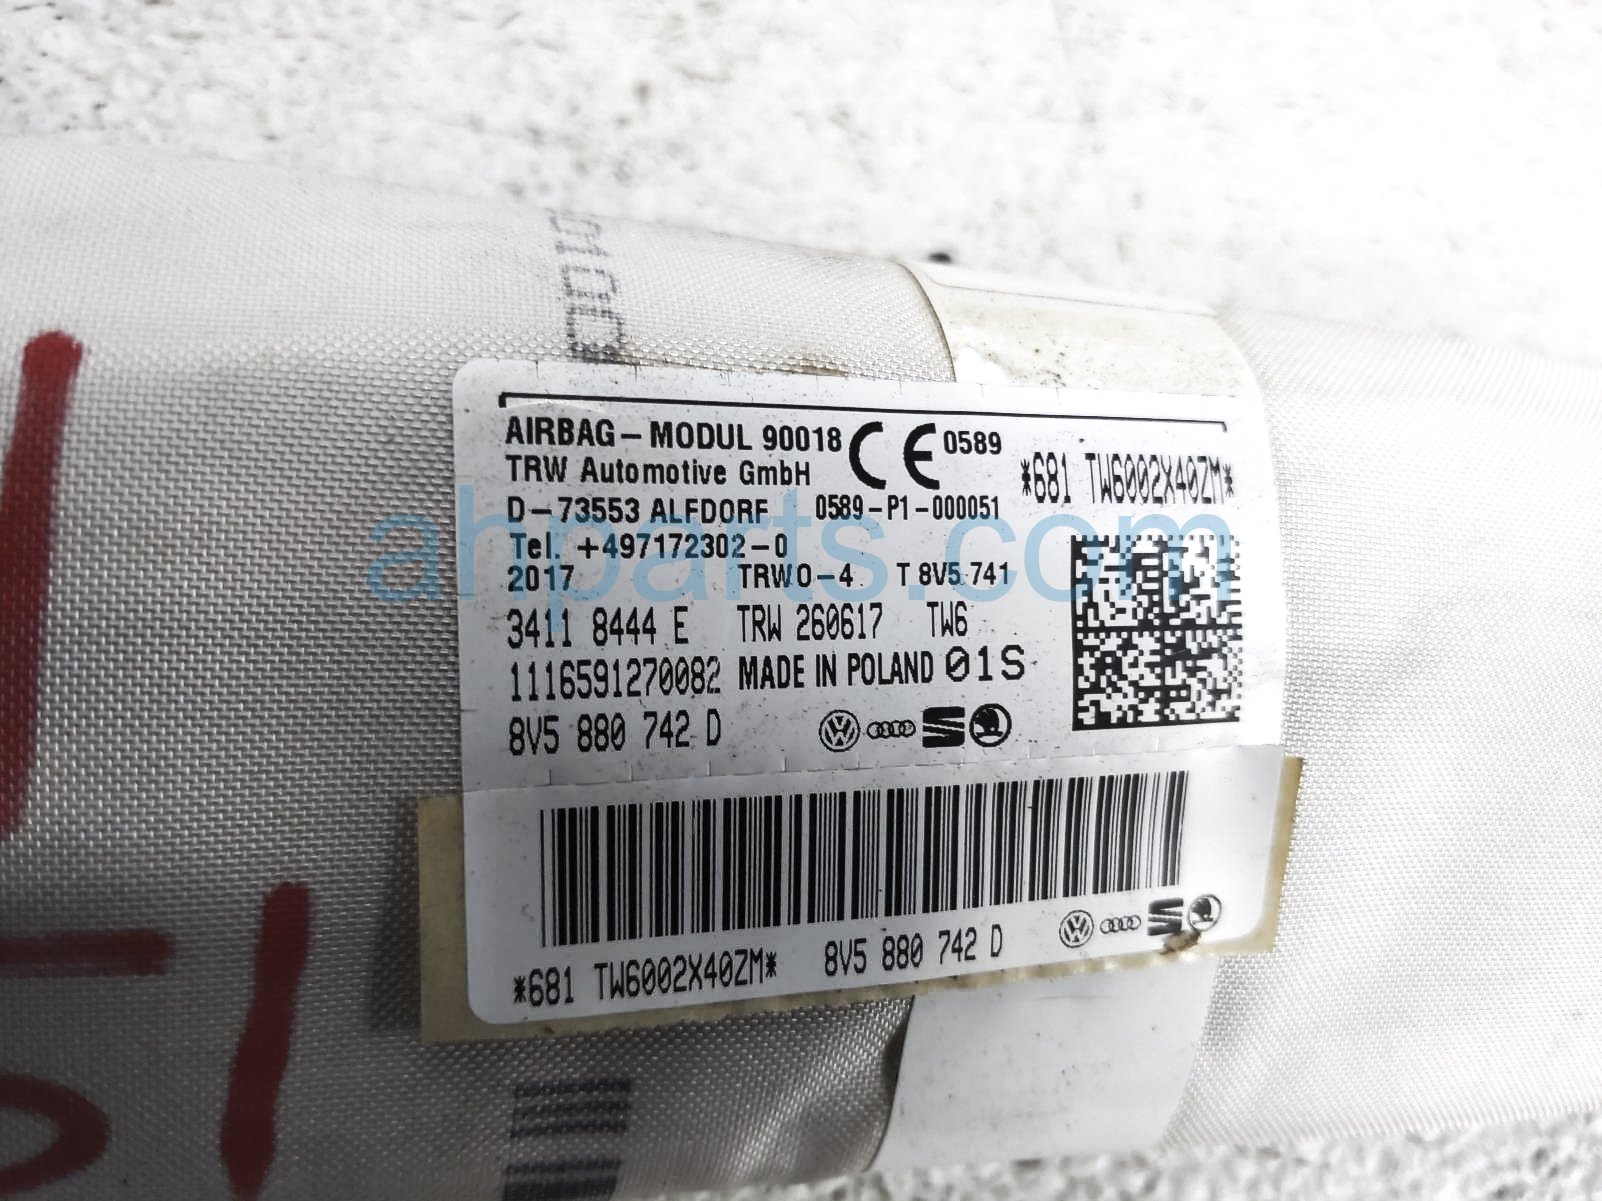 AIRBAG-MODUL 90018 CE 0589
TRW Automotive GmbH
*681 TW6002X40ZM*
D-73553 ALFDORF 0589-P1-000051
Tel. +497172302-0
2017 TRWO-4 T 8V5 741
3411 8444 E TRW 260617 TW6
1116591270082 MADE IN POLAND 01S
8V5 880 742 D
*681 TW6002X40ZM* 8V5 880 742 D
ahparts.com